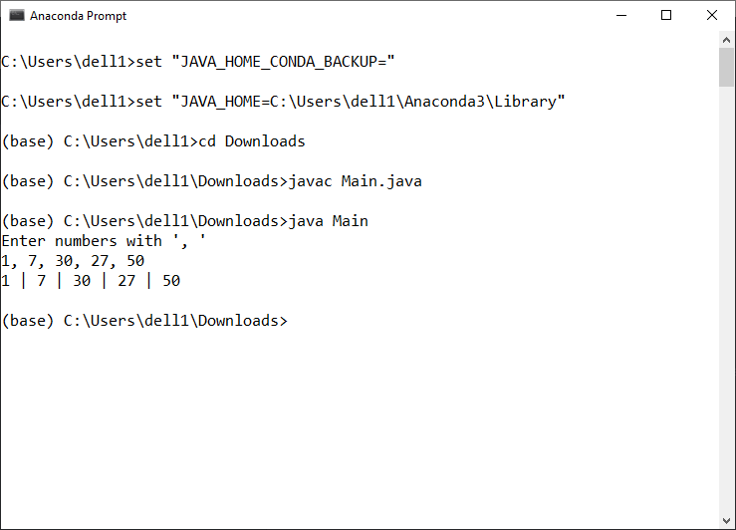 Anaconda Prompt
C:\Users\dell1>set "JAVA_HOME_CONDA_BACKUP="
C:\Users\dell1>set "JAVA_HOME=C:\Users\dell1\Anaconda3\Library"
(base) C:\Users\dell1>cd Downloads
(base) C:\Users\dell1\Downloads>javac Main.java
(base) C:\Users\dell1\Downloads>java Main
Enter numbers with ', '
1, 7, 30, 27, 50
1 | 7 | 30 | 27 | 50
(base) C:\Users\dell1\Downloads>